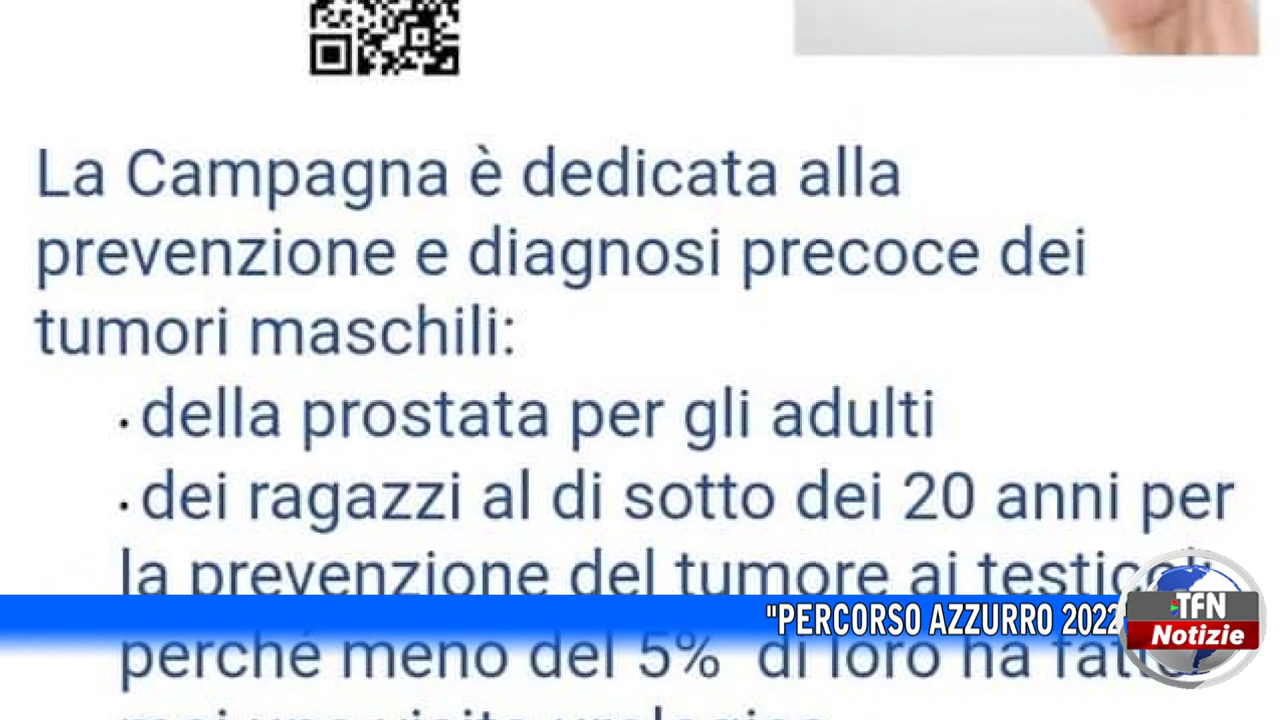 La Campagna è dedicata alla
prevenzione e diagnosi precoce dei
tumori maschili:
· della prostata per gli adulti
· dei ragazzi al di sotto dei 20 anni per
la prevenzione del tumore ai testicoli
"PERCORSO AZZURRO 2022"
TFN
Notizie
perché meno del 5% di loro ha fatto